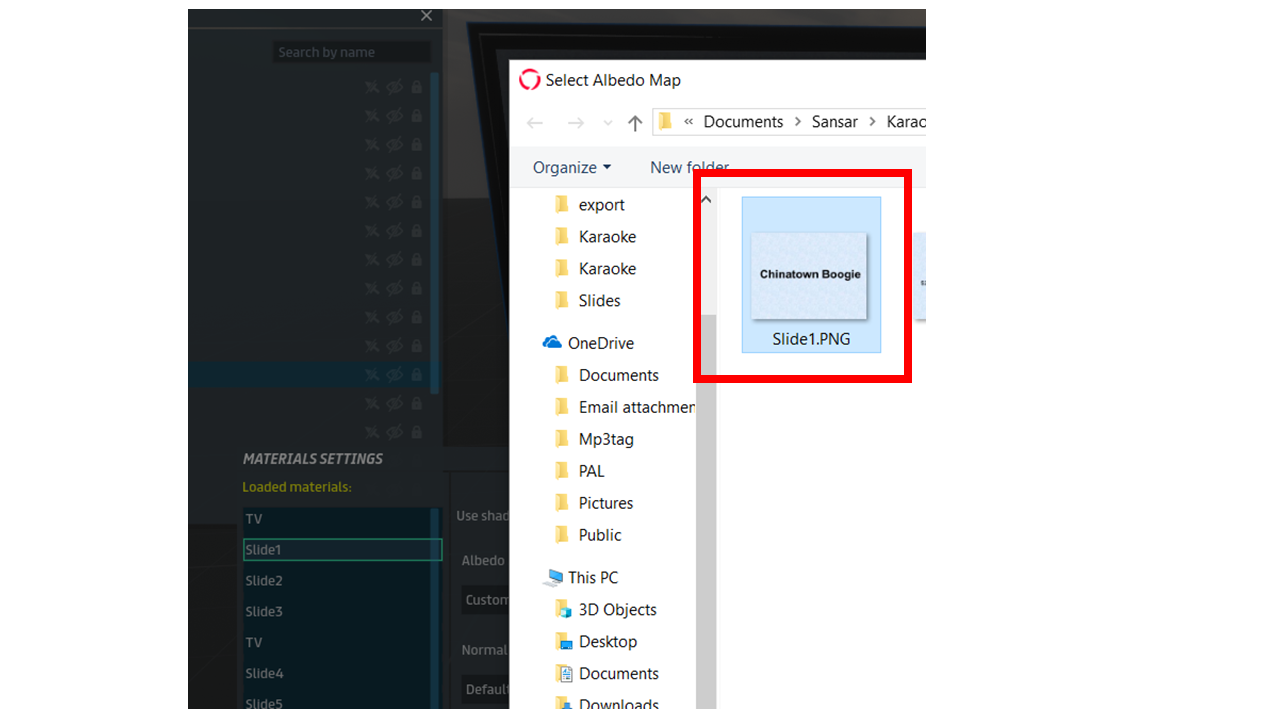 Search by name
Select Albedo Map
« Documents > Sansar > Karao
Organize
New folder
export
Karaoke
Karaoke
Slides
OneDrive
Documents
Email attachmen
Mp3tag
PAL
Pictures
Public
This PC
3D Objects
Desktop
Documents
Downloads
Chinatown Boogie
Slide1.PNG
MATERIALS SETTINGS
Loaded materials:
TV
Slide1
Slide2
Slide3
TV
Slide4
Slide5
Use shad
Albedo
Custom
Normal
Default